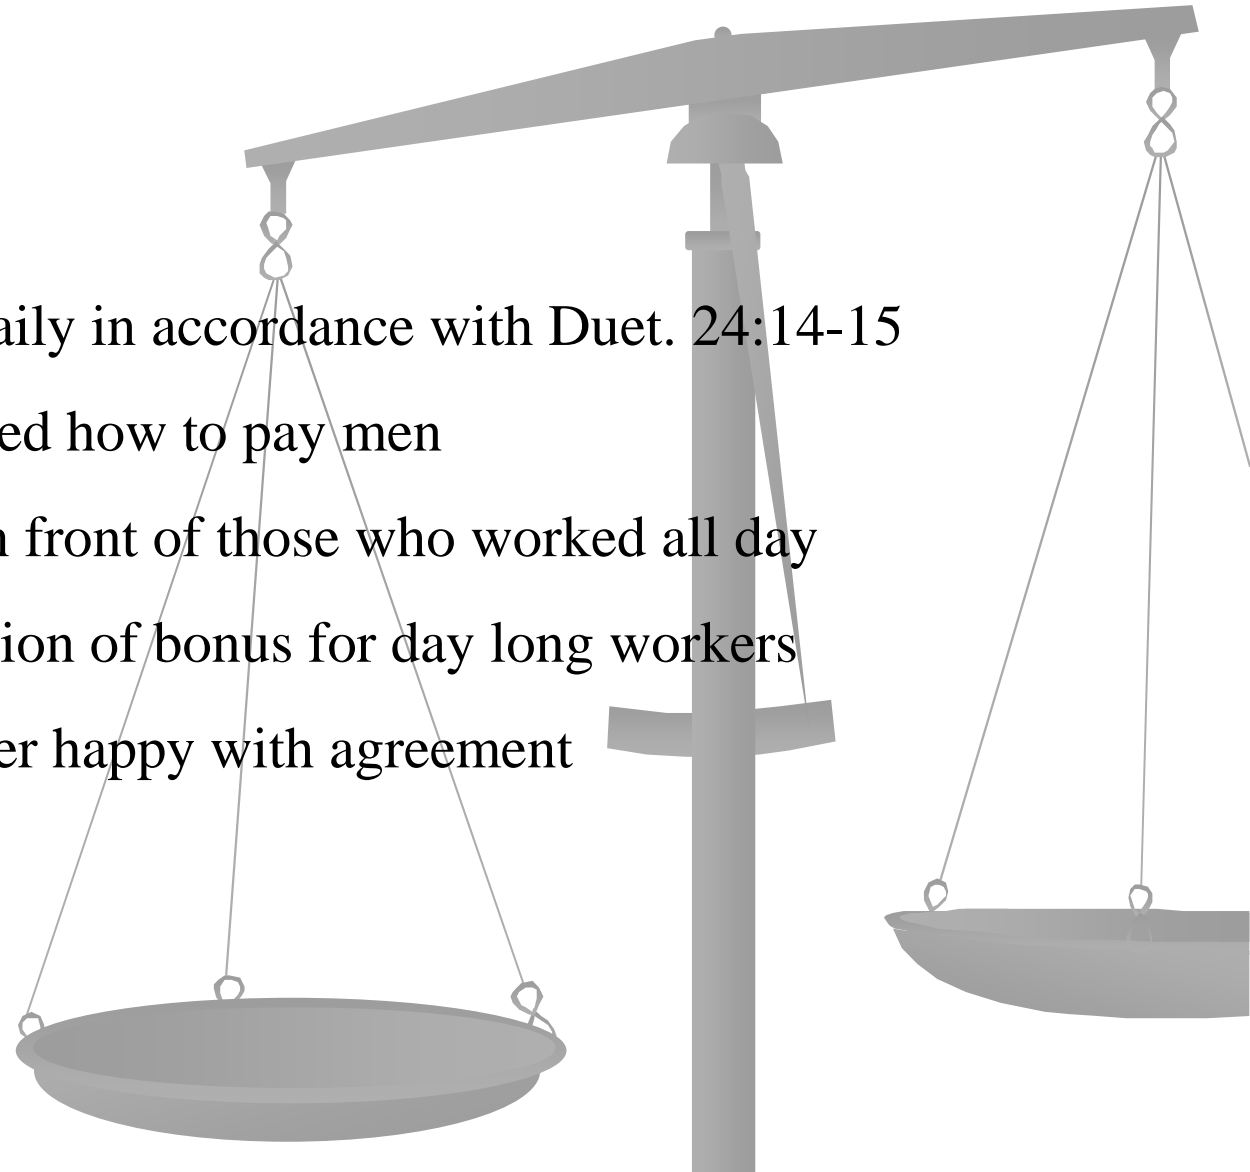 aily in accordance with Duet. 24:14-15
ed how to pay men
n front of those who worked all day
ion of bonus for day long workers
er happy with agreement